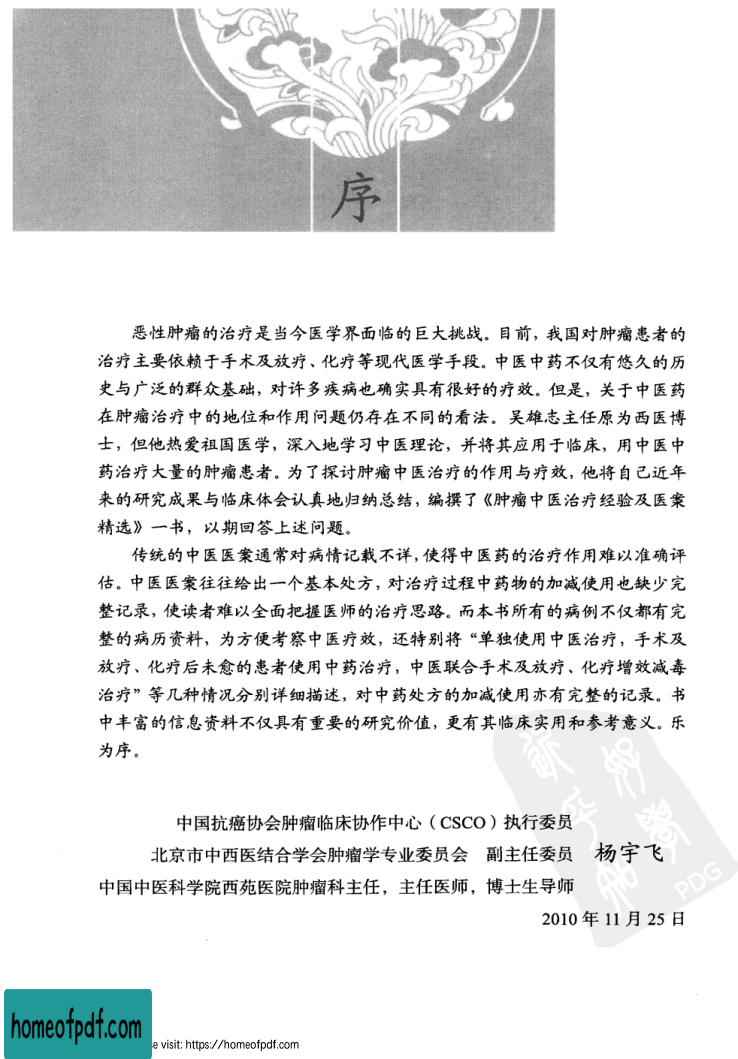 序
恶性肿瘤的治疗是当今医学界面临的巨大挑战。目前，我国对肿瘤患者的
治疗主要依赖于手术及放疗、化疗等现代医学手段。中医中药不仅有悠久的历
史与广泛的群众基础，对许多疾病也确实具有很好的疗效。但是，关于中医药
在肿瘤治疗中的地位和作用问题仍存在不同的看法。吴雄志主任原为西医博
士，但他热爱祖国医学，深入地学习中医理论，并将其应用于临床，用中医中
药治疗大量的肿瘤患者。为了探讨肿瘤中医治疗的作用与疗效，他将自己近年
来的研究成果与临床体会认真地归纳总结，编撰了《肿瘤中医治疗经验及医案
精选》一书，以期回答上述问题。
传统的中医医案通常对病情记载不详，使得中医药的治疗作用难以准确评
估。中医医案往往给出一个基本处方，对治疗过程中药物的加减使用也缺少完
整记录，使读者难以全面把握医师的治疗思路。而本书所有的病例不仅都有完
整的病历资料，为方便考察中医疗效，还特别将“单独使用中医治疗，手术及
放疗、化疗后未愈的患者使用中药治疗，中医联合手术及放疗、化疗增效减毒
治疗”等几种情况分别详细描述，对中药处方的加减使用亦有完整的记录。书
中丰富的信息资料不仅具有重要的研究价值，更有其临床实用和参考意义。乐
为序。
中国抗癌协会肿瘤临床协作中心（CSCO）执行委员
北京市中西医结合学会肿瘤学专业委员会 副主任委员 杨宇飞
中国中医科学院西苑医院肿瘤科主任，主任医师，博士生导师
PDG
2010 年 11 月 25 日
homeofpdf.com
e visit: https://homeofpdf.com